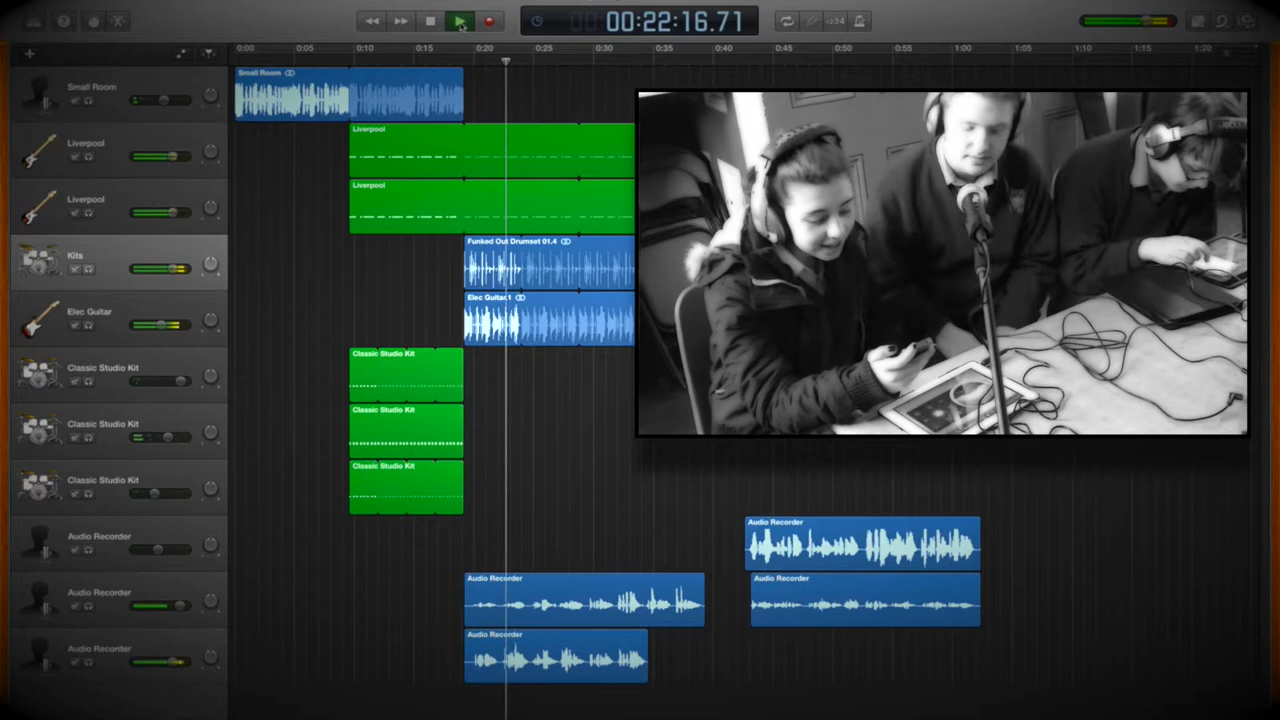 00:22:16.71
1234
0:00 0:05 0:10 0:15 0:20 0:25 0:30 0:35 0:40 0:45 0:50 0:55 1:00 1:05 1:10 1:15 1:20
Small Room
Small Room
Liverpool
Liverpool
Liverpool
Liverpool
Kits
Funked Out Drumset 01.4
Elec Guitar
Elec Guitar.1
Classic Studio Kit
Classic Studio Kit
Classic Studio Kit
Classic Studio Kit
Classic Studio Kit
Classic Studio Kit
Audio Recorder
Audio Recorder
Audio Recorder
Audio Recorder
Audio Recorder
Audio Recorder
Audio Recorder